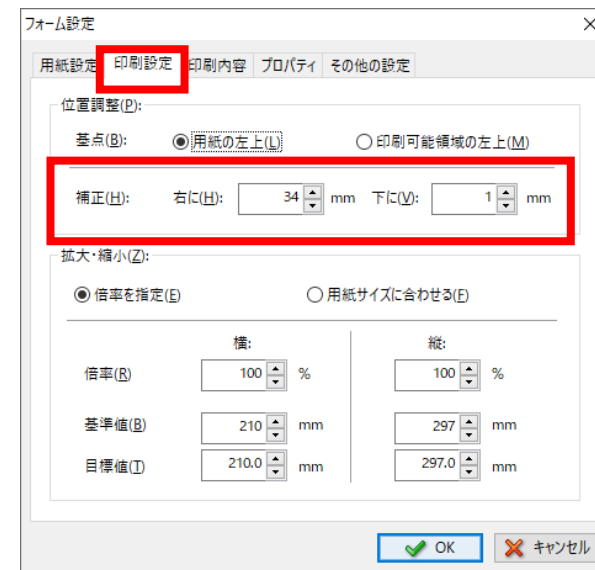 フォーム設定
用紙設定 印刷設定 印刷内容 プロパティ その他の設定
位置調整(P):
基点(B): 用紙の左上(L) 印刷可能領域の左上(M)
補正(H): 右に(H): 34 mm 下に(V): 1 mm
拡大・縮小(Z):
倍率を指定(E) 用紙サイズに合わせる(F)
横: 縦:
倍率(R) 100 % 100 %
基準値(B) 210 mm 297 mm
目標値(T) 210.0 mm 297.0 mm
OK キャンセル